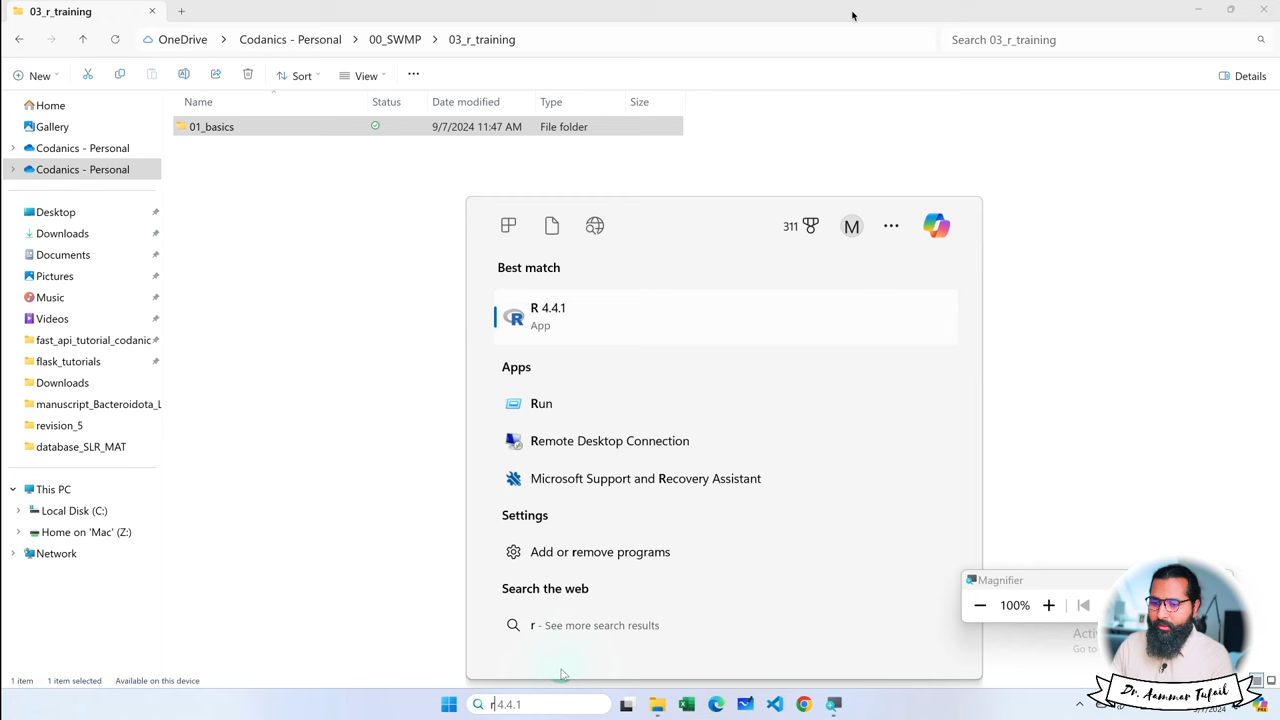 03_r_training
OneDrive > Codanics - Personal > 00_SWMP > 03_r_training
Search 03_r_training
New
Sort
View
Details
Name Status Date modified Type Size
01_basics 9/7/2024 11:47 AM File folder
Home
Gallery
Codanics - Personal
Codanics - Personal
Desktop
Downloads
Documents
Pictures
Music
Videos
fast_api_tutorial_codanic
flask_tutorials
Downloads
manuscript_Bacteroidota_L
revision_5
database_SLR_MAT
This PC
Local Disk (C:)
Home on 'Mac' (Z:)
Network
311
M
Best match
R 4.4.1
App
Apps
Run
Remote Desktop Connection
Microsoft Support and Recovery Assistant
Settings
Add or remove programs
Search the web
r - See more search results
Magnifier
100%
Acti
Go to
Dr. Aammar Tufail
1 item 1 item selected Available on this device
r 4.4.1